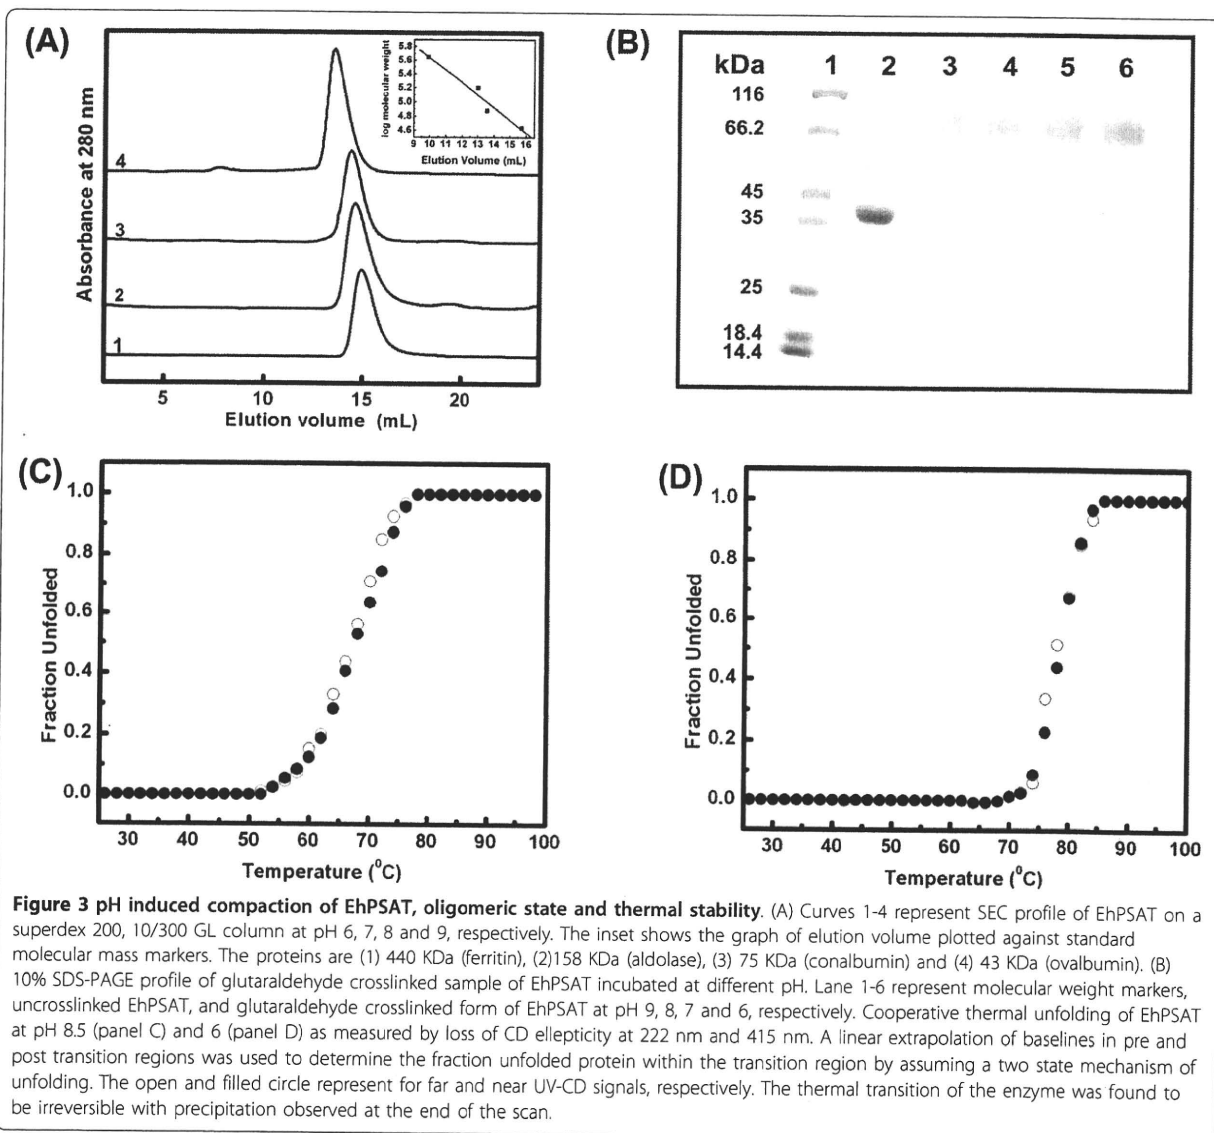 (A)
Absorbance at 280 nm
4
3
2
1
5 10 15 20
Elution volume (mL)
log molecular weight
5.8
5.6
5.4
5.2
5.0
4.8
4.6
9 10 11 12 13 14 15 16
Elution Volume (mL)
(B)
kDa 1 2 3 4 5 6
116
66.2
45
35
25
18.4
14.4
(C)
Fraction Unfolded
1.0
0.8
0.6
0.4
0.2
0.0
30 40 50 60 70 80 90 100
Temperature (⁰C)
(D)
Fraction Unfolded
1.0
0.8
0.6
0.4
0.2
0.0
30 40 50 60 70 80 90 100
Temperature (⁰C)
Figure 3 pH induced compaction of EhPSAT, oligomeric state and thermal stability. (A) Curves 1-4 represent SEC profile of EhPSAT on a
superdex 200, 10/300 GL column at pH 6, 7, 8 and 9, respectively. The inset shows the graph of elution volume plotted against standard
molecular mass markers. The proteins are (1) 440 KDa (ferritin), (2)158 KDa (aldolase), (3) 75 KDa (conalbumin) and (4) 43 KDa (ovalbumin). (B)
10% SDS-PAGE profile of glutaraldehyde crosslinked sample of EhPSAT incubated at different pH. Lane 1-6 represent molecular weight markers,
uncrosslinked EhPSAT, and glutaraldehyde crosslinked form of EhPSAT at pH 9, 8, 7 and 6, respectively. Cooperative thermal unfolding of EhPSAT
at pH 8.5 (panel C) and 6 (panel D) as measured by loss of CD ellepticity at 222 nm and 415 nm. A linear extrapolation of baselines in pre and
post transition regions was used to determine the fraction unfolded protein within the transition region by assuming a two state mechanism of
unfolding. The open and filled circle represent for far and near UV-CD signals, respectively. The thermal transition of the enzyme was found to
be irreversible with precipitation observed at the end of the scan.